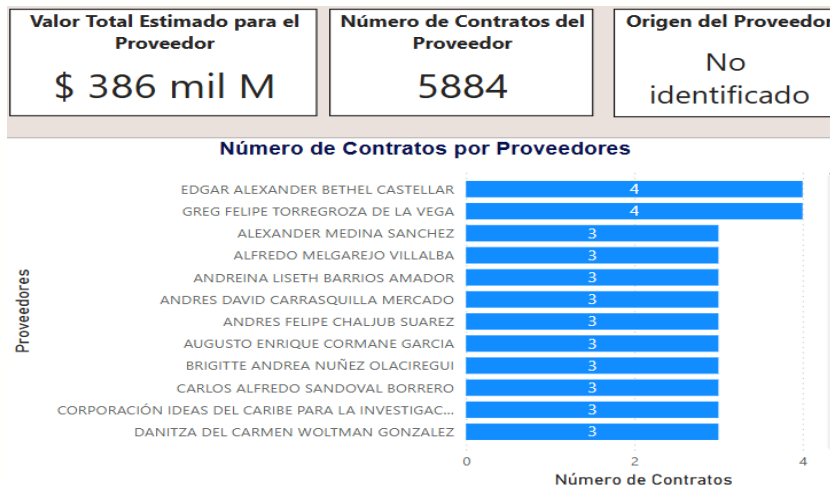 Valor Total Estimado para el
Proveedor
$ 386 mil M
Número de Contratos del
Proveedor
5884
Origen del Proveedor
No
identificado
Número de Contratos por Proveedores
Proveedores
EDGAR ALEXANDER BETHEL CASTELLAR 4
GREG FELIPE TORREGROZA DE LA VEGA 4
ALEXANDER MEDINA SANCHEZ 3
ALFREDO MELGAREJO VILLALBA 3
ANDREINA LISETH BARRIOS AMADOR 3
ANDRES DAVID CARRASQUILLA MERCADO 3
ANDRES FELIPE CHALJUB SUAREZ 3
AUGUSTO ENRIQUE CORMANE GARCIA 3
BRIGITTE ANDREA NUÑEZ OLACIREGUI 3
CARLOS ALFREDO SANDOVAL BORRERO 3
CORPORACIÓN IDEAS DEL CARIBE PARA LA INVESTIGAC... 3
DANITZA DEL CARMEN WOLTMAN GONZALEZ 3
0 2 4
Número de Contratos